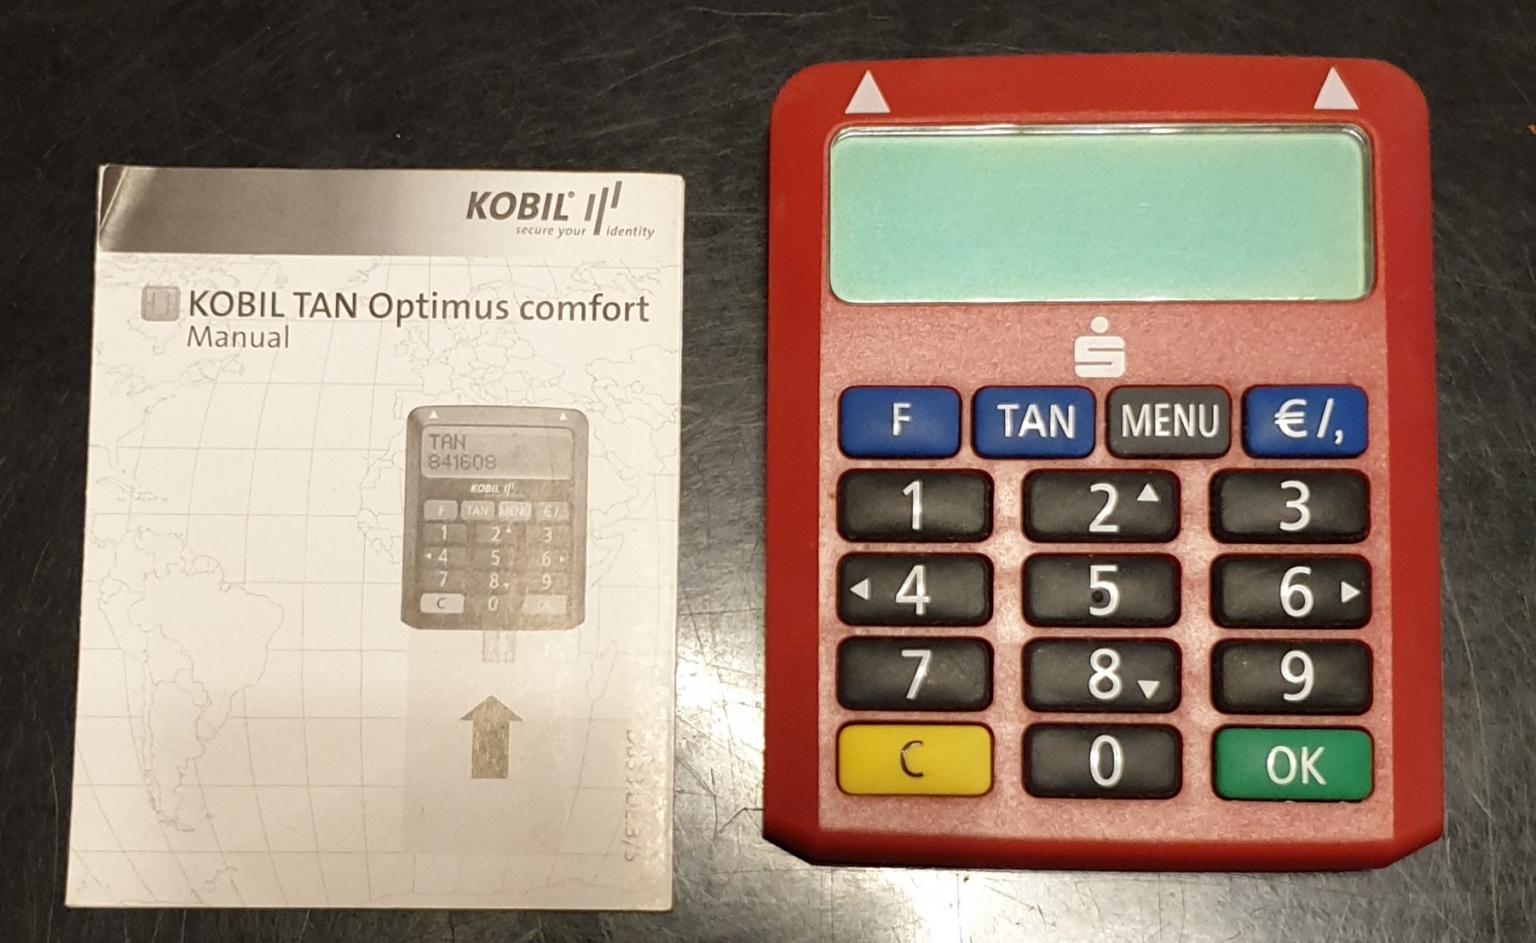 KOBIL®
secure your identity
KOBIL TAN Optimus comfort
Manual
TAN
841608
KOBIL
F TAN MENU €/,
1 2 3
4 5 6
7 8 9
C 0 OK
F TAN MENU €/,
1 2 3
4 5 6
7 8 9
C 0 OK